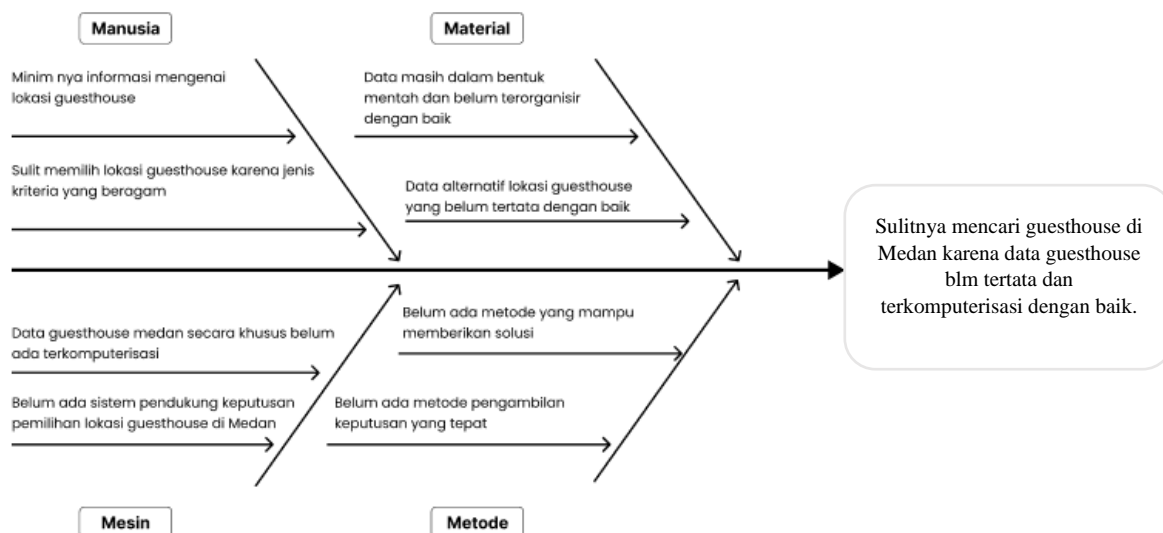 Manusia
Material
Minim nya informasi mengenai
lokasi guesthouse
Data masih dalam bentuk
mentah dan belum terorganisir
dengan baik
Sulit memilih lokasi guesthouse karena jenis
kriteria yang beragam
Data alternatif lokasi guesthouse
yang belum tertata dengan baik
Sulitnya mencari guesthouse di
Medan karena data guesthouse
blm tertata dan
terkomputerisasi dengan baik.
Data guesthouse medan secara khusus belum
ada terkomputerisasi
Belum ada metode yang mampu
memberikan solusi
Belum ada sistem pendukung keputusan
pemilihan lokasi guesthouse di Medan
Belum ada metode pengambilan
keputusan yang tepat
Mesin
Metode